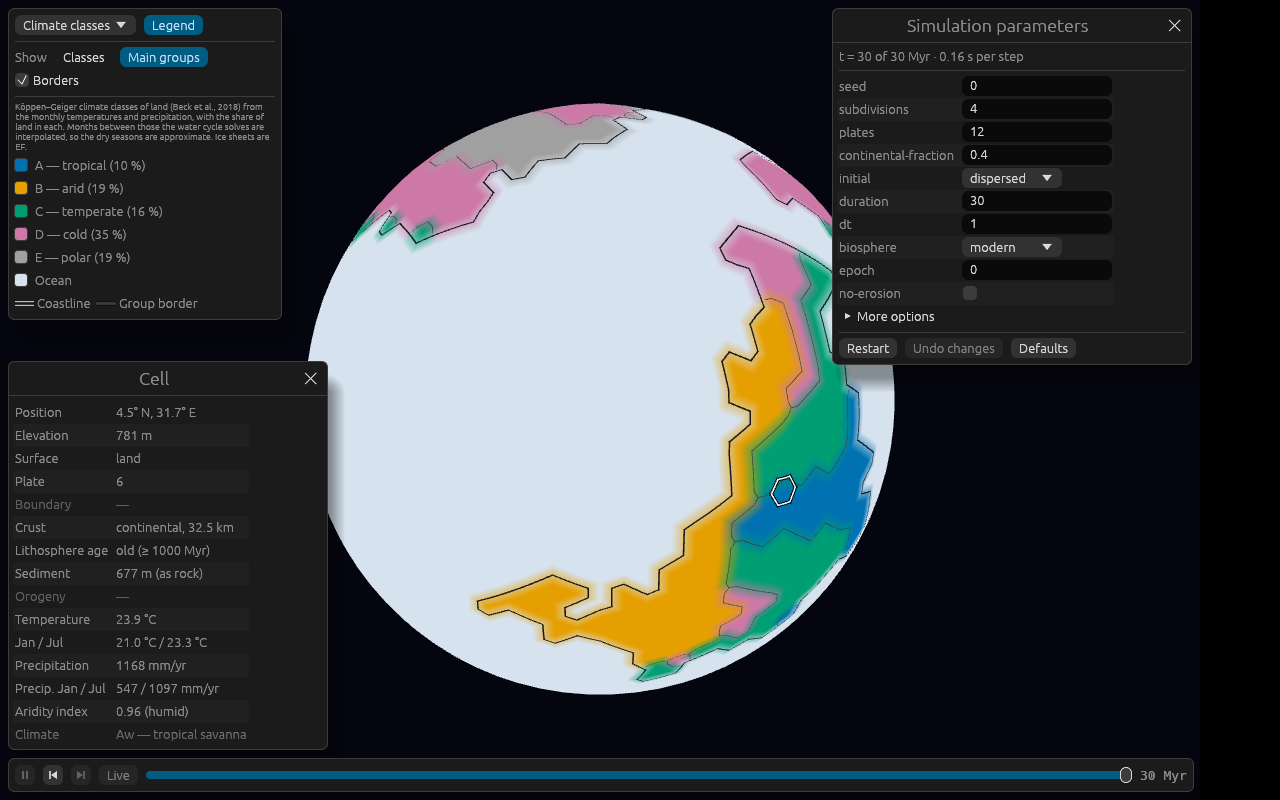 Climate classes Legend
Show Classes Main groups
Borders
Köppen–Geiger climate classes of land (Beck et al., 2018) from
the monthly temperatures and precipitation, with the share of
land in each. Months between those the water cycle solves are
interpolated, so the dry seasons are approximate. Ice sheets are
EF.
A — tropical (10 %)
B — arid (19 %)
C — temperate (16 %)
D — cold (35 %)
E — polar (19 %)
Ocean
Coastline Group border
Cell
Position 4.5° N, 31.7° E
Elevation 781 m
Surface land
Plate 6
Boundary —
Crust continental, 32.5 km
Lithosphere age old (≥ 1000 Myr)
Sediment 677 m (as rock)
Orogeny —
Temperature 23.9 °C
Jan / Jul 21.0 °C / 23.3 °C
Precipitation 1168 mm/yr
Precip. Jan / Jul 547 / 1097 mm/yr
Aridity index 0.96 (humid)
Climate Aw — tropical savanna
Simulation parameters
t = 30 of 30 Myr · 0.16 s per step
seed 0
subdivisions 4
plates 12
continental-fraction 0.4
initial dispersed
duration 30
dt 1
biosphere modern
epoch 0
no-erosion
More options
Restart Undo changes Defaults
Live 30 Myr